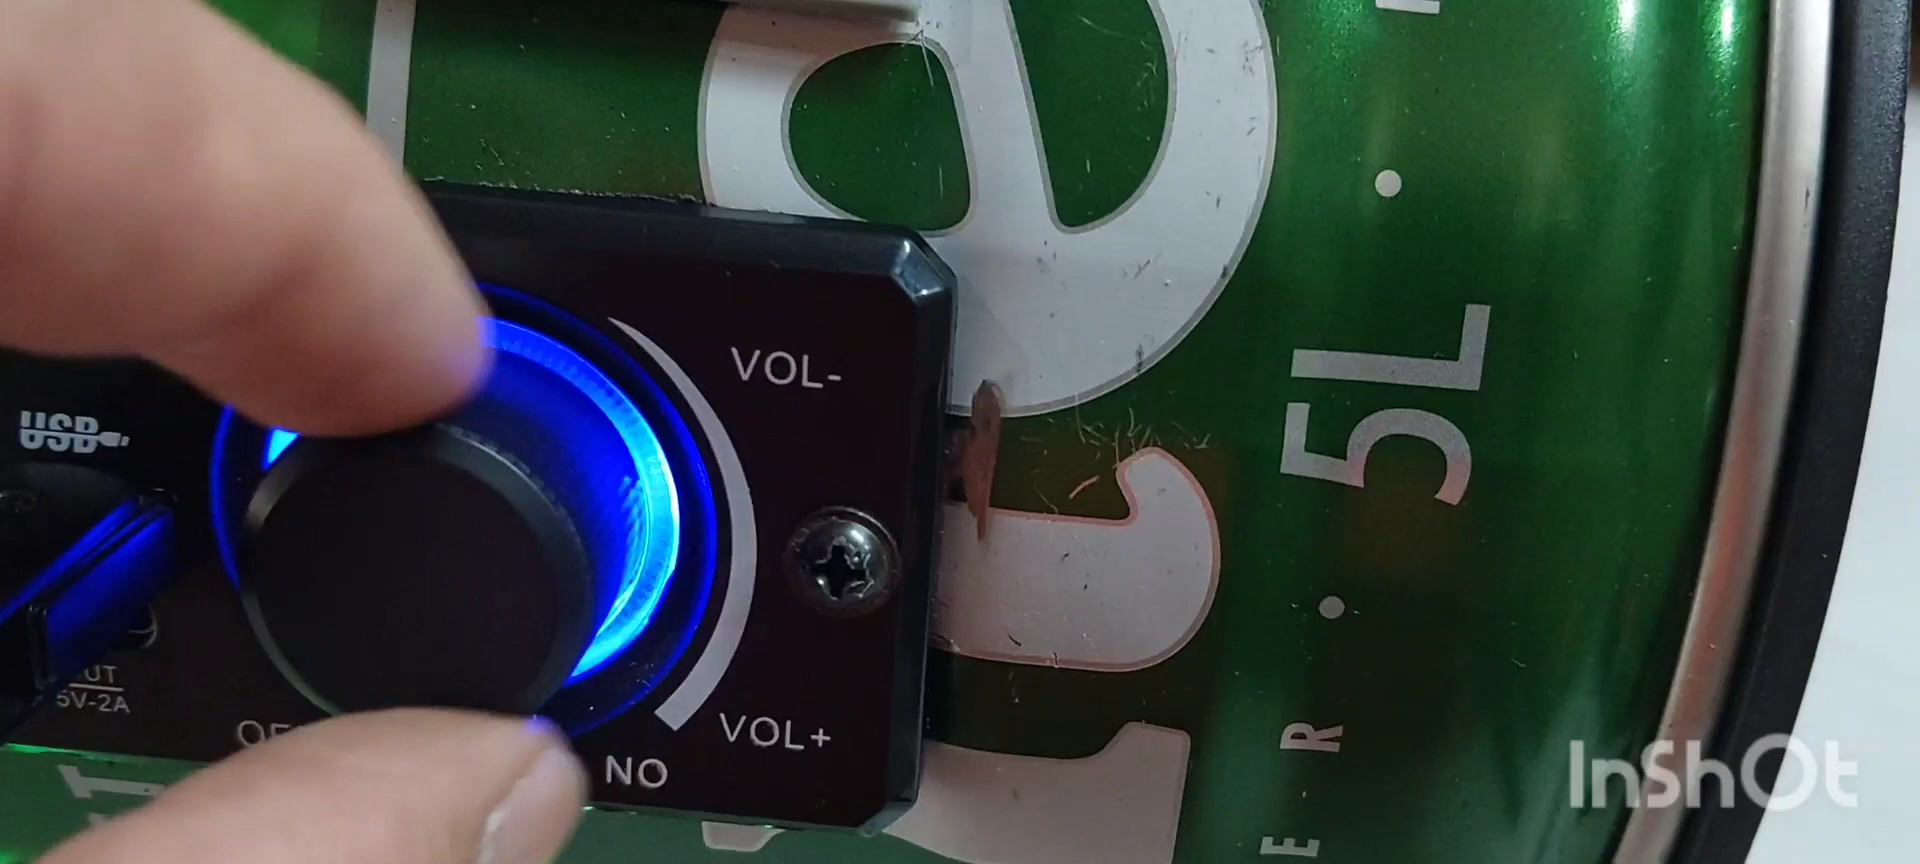 VOL-
USB
5V-2A
VOL+
NO
5L
R
E
InShOt